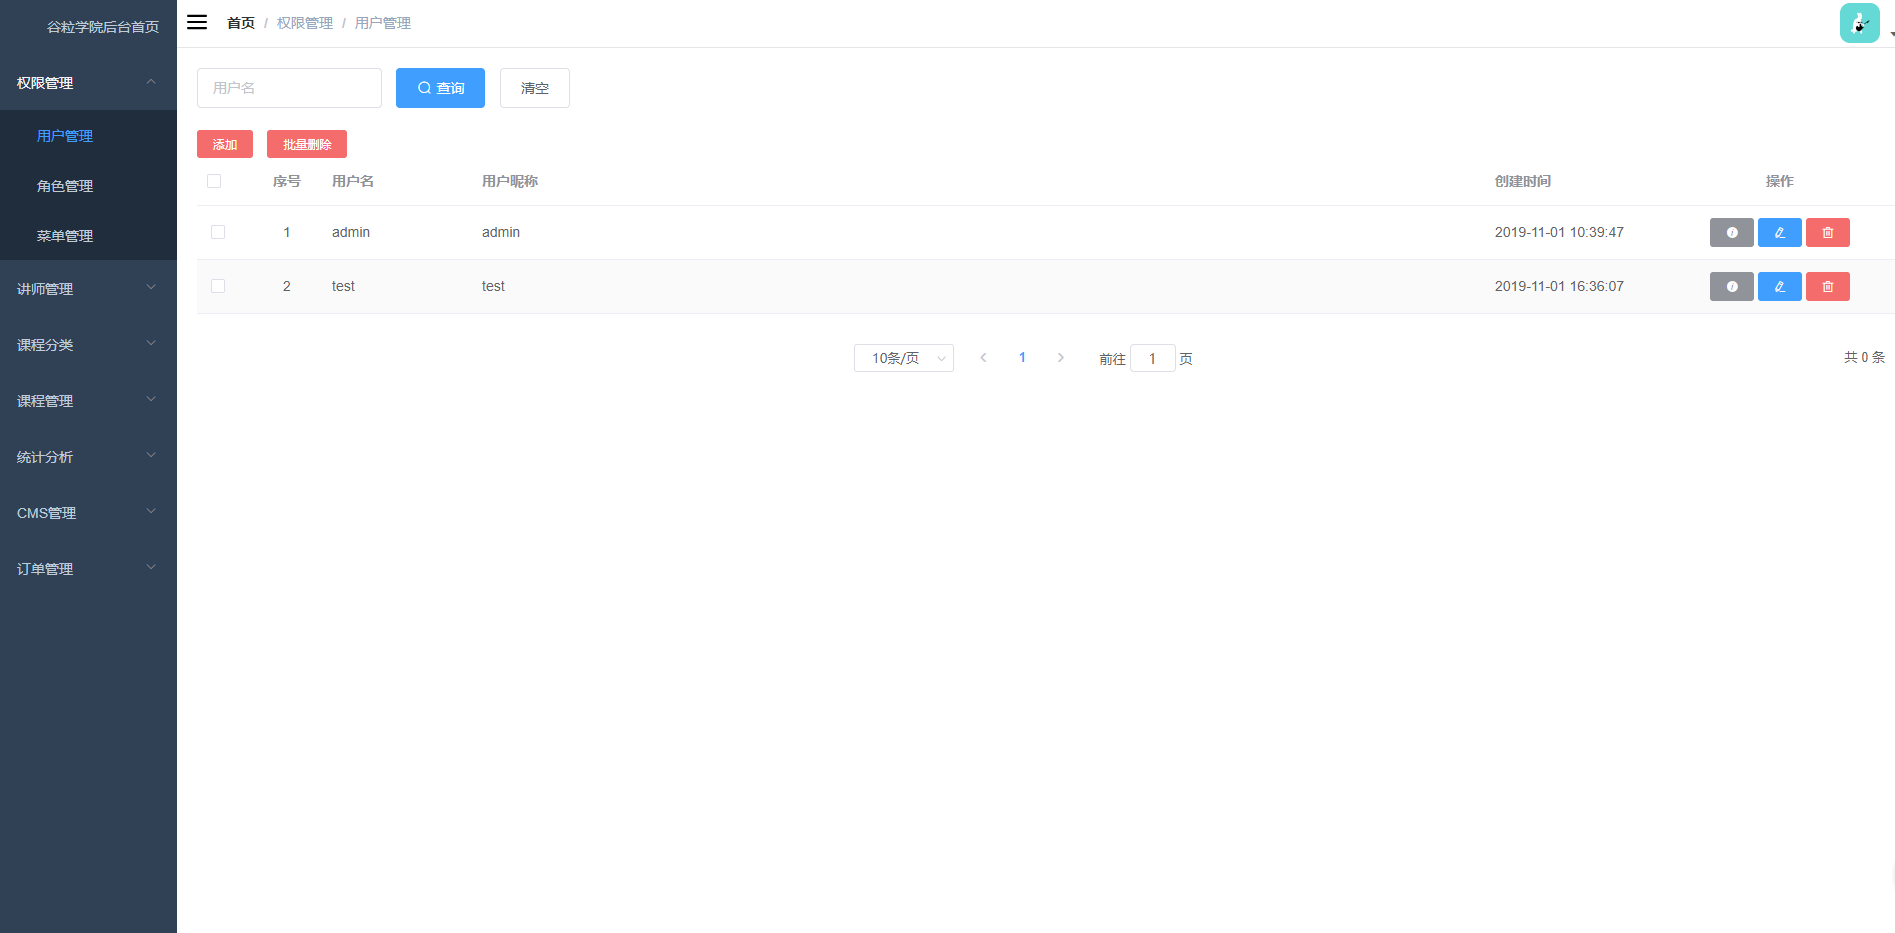 谷粒学院后台首页
首页 / 权限管理 / 用户管理
权限管理
用户管理
角色管理
菜单管理
讲师管理
课程分类
课程管理
统计分析
CMS管理
订单管理
用户名 查询 清空
添加 批量删除
序号 用户名 用户昵称 创建时间 操作
1 admin admin 2019-11-01 10:39:47
2 test test 2019-11-01 16:36:07
10条/页 1 前往 1 页 共 0 条